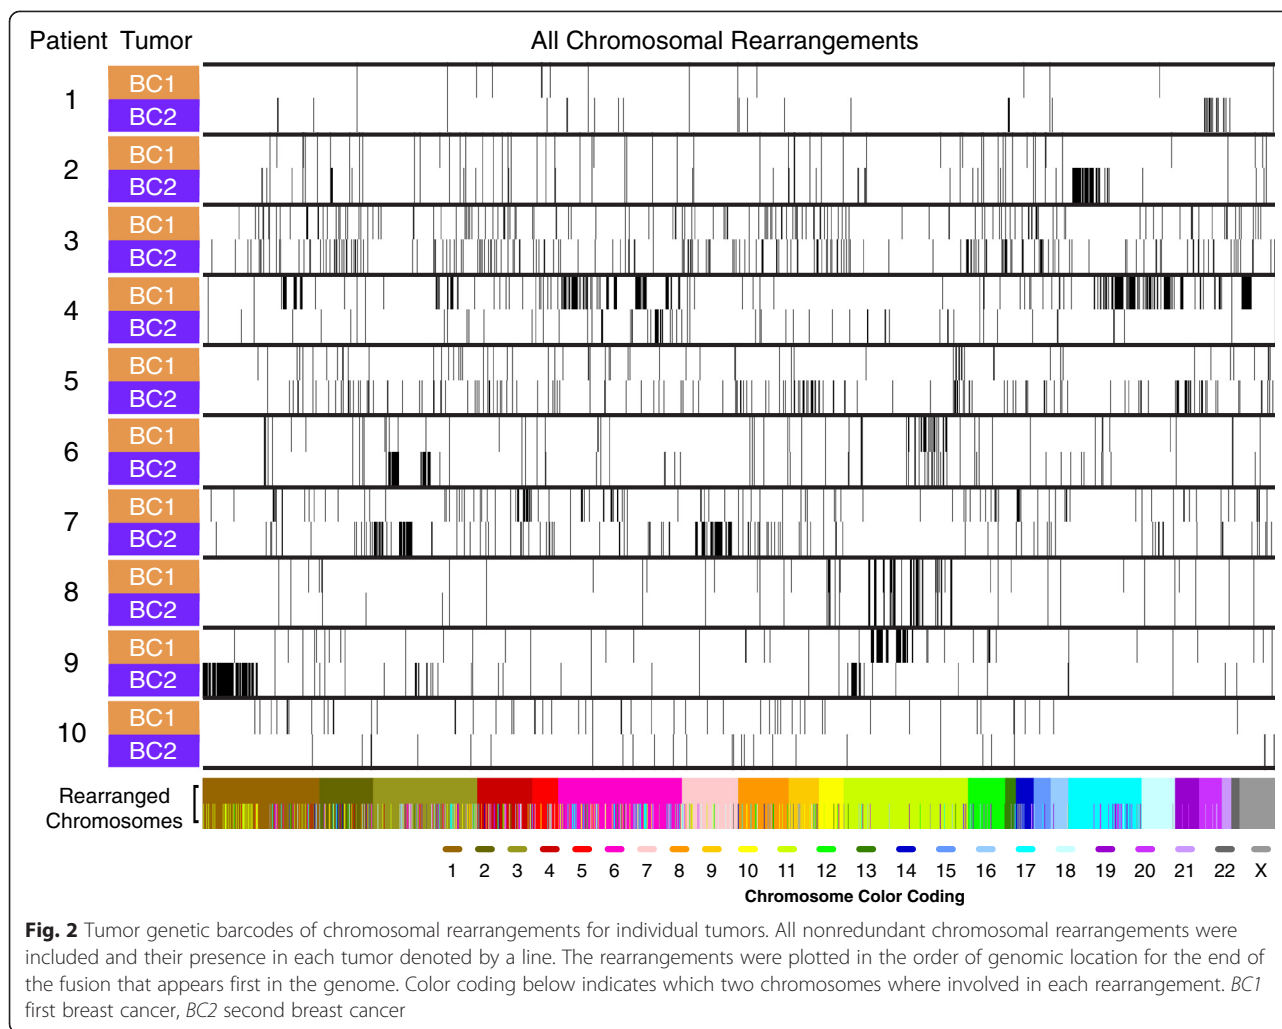 Patient Tumor All Chromosomal Rearrangements
1 BC1
BC2
2 BC1
BC2
3 BC1
BC2
4 BC1
BC2
5 BC1
BC2
6 BC1
BC2
7 BC1
BC2
8 BC1
BC2
9 BC1
BC2
10 BC1
BC2
Rearranged
Chromosomes
1 2 3 4 5 6 7 8 9 10 11 12 13 14 15 16 17 18 19 20 21 22 X
Chromosome Color Coding
Fig. 2 Tumor genetic barcodes of chromosomal rearrangements for individual tumors. All nonredundant chromosomal rearrangements were
included and their presence in each tumor denoted by a line. The rearrangements were plotted in the order of genomic location for the end of
the fusion that appears first in the genome. Color coding below indicates which two chromosomes where involved in each rearrangement. BC1
first breast cancer, BC2 second breast cancer